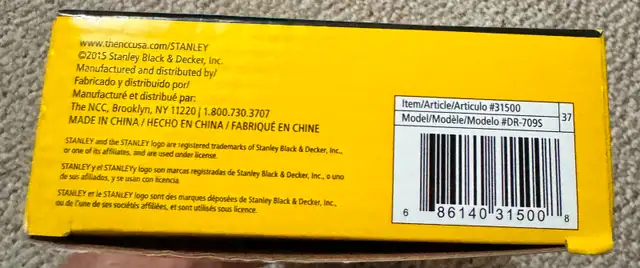 www.thenccusa.com/STANLEY
©2015 Stanley Black & Decker, Inc.
Manufactured and distributed by/
Fabricado y distribuido por/
Manufacturé et distribué par:
The NCC, Brooklyn, NY 11220 | 1.800.730.3707
MADE IN CHINA / HECHO EN CHINA / FABRIQUÉ EN CHINE
STANLEY and the STANLEY logo are registered trademarks of Stanley Black & Decker, Inc.,
or one of its affiliates, and are used under license.
STANLEY y el STANLEYy logo son marcas registradas de Stanley Black & Decker, Inc., o uno
de sus afiliados, y se usan con licencia.
STANLEY er le STANLEY logo sont des marques déposées de Stanley Black & Decker, Inc.,
ou de l'une de ses sociétés affiliées, et sont utilisés sous licence.
Item/Article/Articulo #31500
Model/Modèle/Modelo #DR-709S
37
6 86140 31500 8